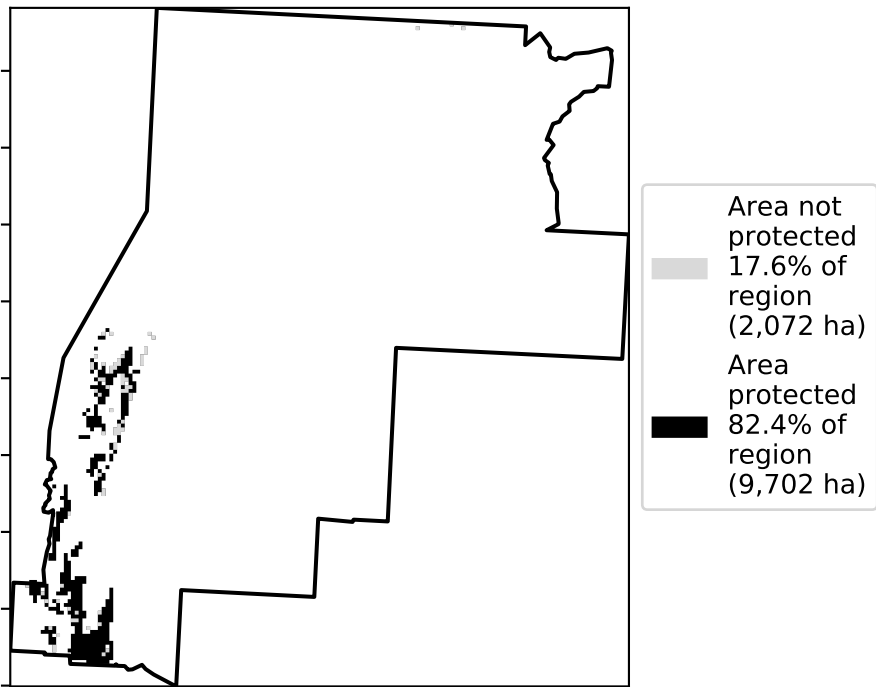 Area not
protected
17.6% of
region
(2,072 ha)
Area
protected
82.4% of
region
(9,702 ha)